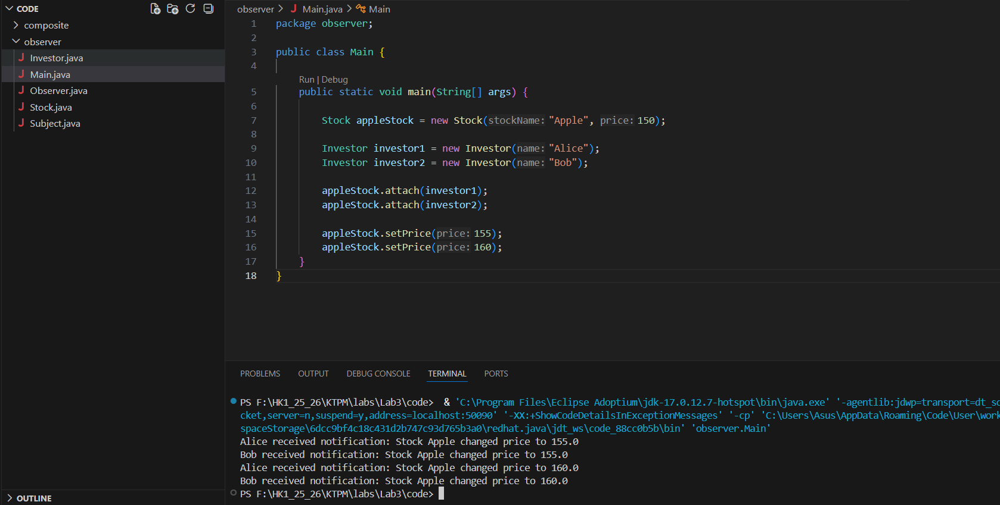 CODE
composite
observer
Investor.java
Main.java
Observer.java
Stock.java
Subject.java
OUTLINE
observer > Main.java > Main
1 package observer;
2
3 public class Main {
4
Run | Debug
5 public static void main(String[] args) {
6
7 Stock appleStock = new Stock(stockName: "Apple", price: 150);
8
9 Investor investor1 = new Investor(name: "Alice");
10 Investor investor2 = new Investor(name: "Bob");
11
12 appleStock.attach(investor1);
13 appleStock.attach(investor2);
14
15 appleStock.setPrice(price: 155);
16 appleStock.setPrice(price: 160);
17 }
18 }
PROBLEMS OUTPUT DEBUG CONSOLE TERMINAL PORTS
PS F:\HK1_25_26\KTPM\labs\Lab3\code> & 'C:\Program Files\Eclipse Adoptium\jdk-17.0.12.7-hotspot\bin\java.exe' '-agentlib:jdwp=transport=dt_so
cket,server=n,suspend=y,address=localhost:50090' '-XX:+ShowCodeDetailsInExceptionMessages' '-cp' 'C:\Users\Asus\AppData\Roaming\Code\User\work
spaceStorage\6dcc9bf4c18c431d2b747c93d765b3a0\redhat.java\jdt_ws\code_88cc0b5b\bin' 'observer.Main'
Alice received notification: Stock Apple changed price to 155.0
Bob received notification: Stock Apple changed price to 155.0
Alice received notification: Stock Apple changed price to 160.0
Bob received notification: Stock Apple changed price to 160.0
PS F:\HK1_25_26\KTPM\labs\Lab3\code>